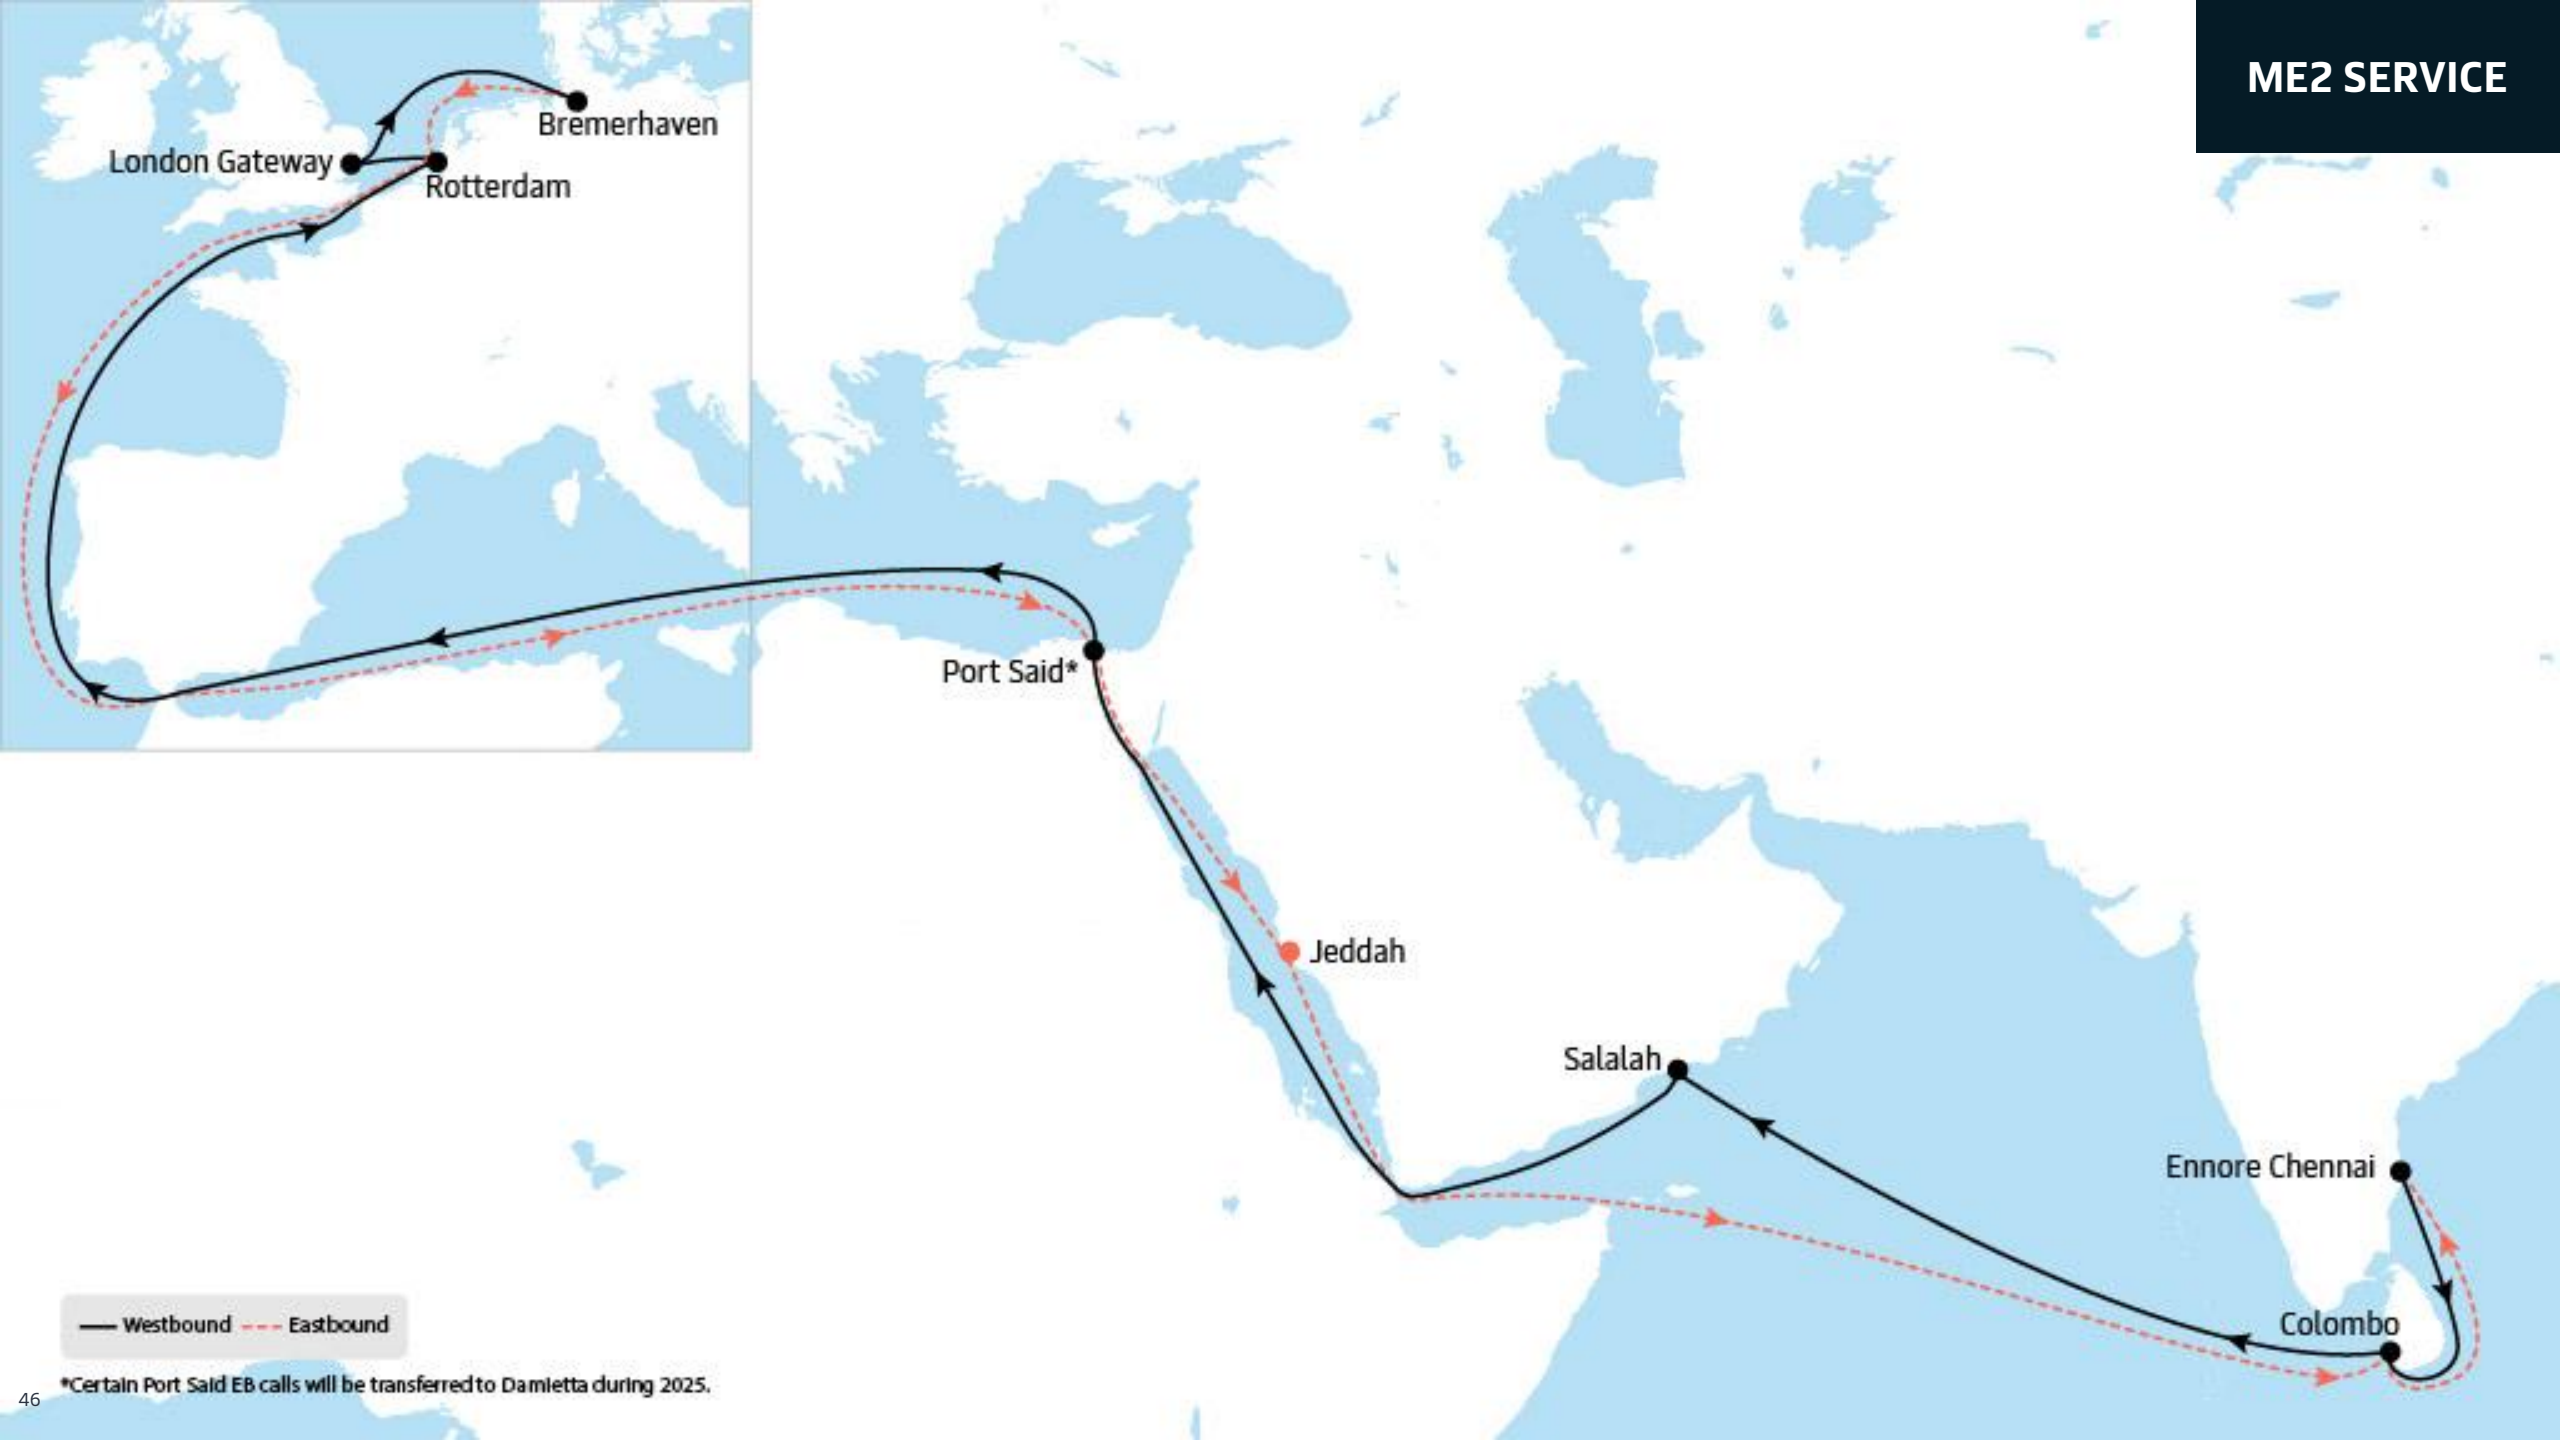 ME2 SERVICE
Bremerhaven
London Gateway
Rotterdam
Port Said*
Jeddah
Salalah
Ennore Chennai
Colombo
Westbound
Eastbound
*Certain Port Said EB calls will be transferred to Damietta during 2025.
46